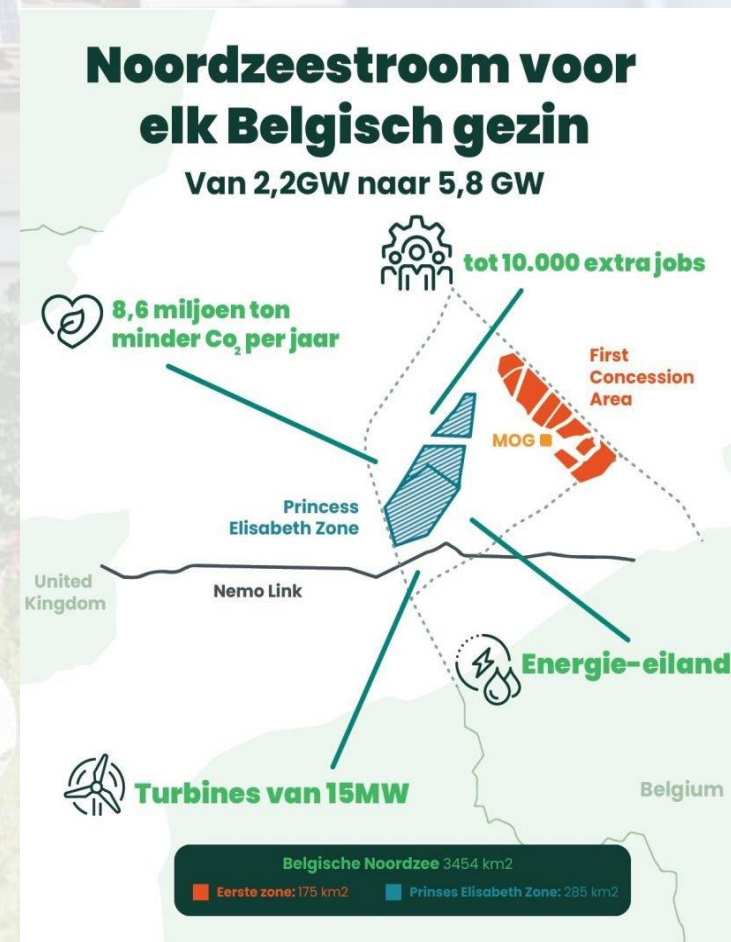 Noordzeestroom voor
elk Belgisch gezin
Van 2,2GW naar 5,8 GW
tot 10.000 extra jobs
8,6 miljoen ton
minder Co₂ per jaar
First
Concession
Area
MOG
Princess
Elisabeth Zone
United
Kingdom
Nemo Link
Energie-eiland
Turbines van 15MW
Belgium
Belgische Noordzee 3454 km2
Eerste zone: 175 km2
Prinses Elisabeth Zone: 285 km2